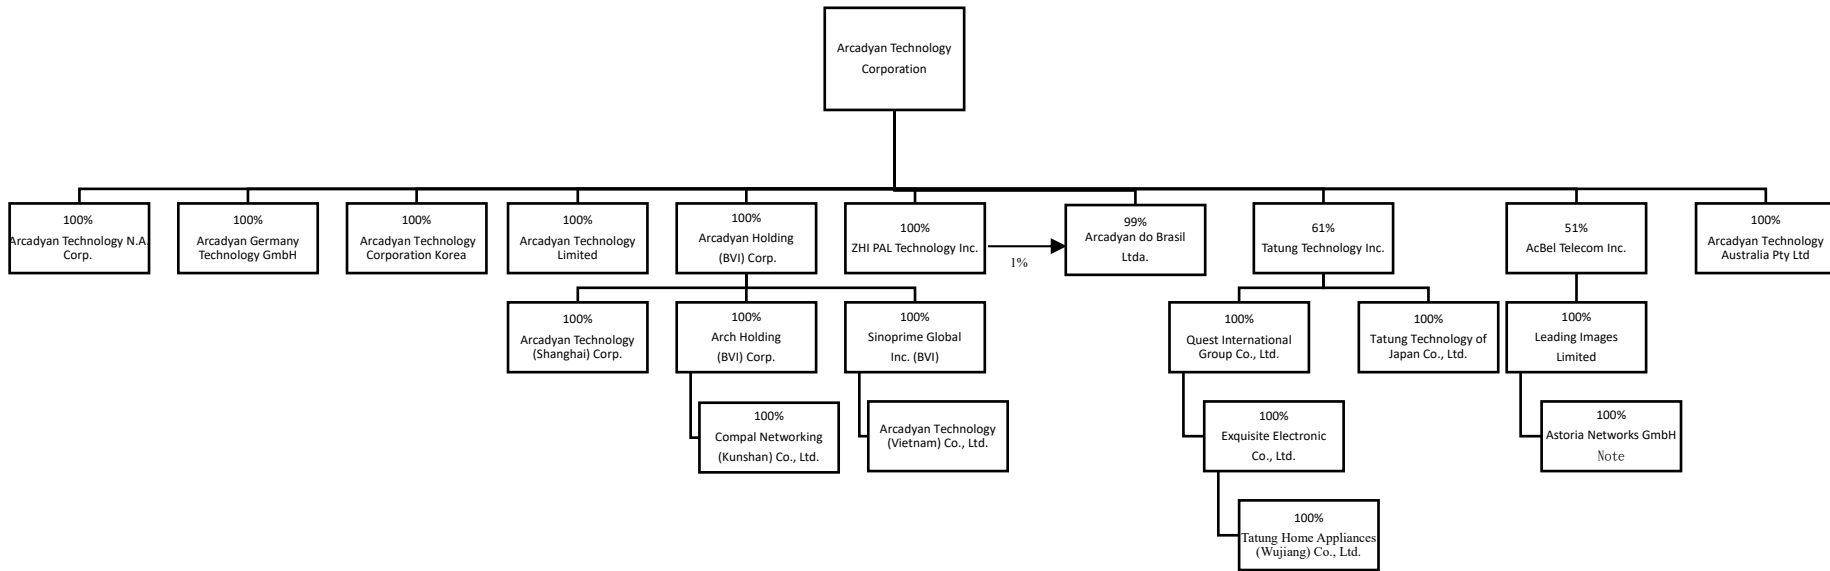 Arcadyan Technology
Corporation
100%
Arcadyan Technology N.A.
Corp.
100%
Arcadyan Germany
Technology GmbH
100%
Arcadyan Technology
Corporation Korea
100%
Arcadyan Technology
Limited
100%
Arcadyan Holding
(BVI) Corp.
100%
ZHI PAL Technology Inc.
1%
99%
Arcadyan do Brasil
Ltda.
61%
Tatung Technology Inc.
51%
AcBel Telecom Inc.
100%
Arcadyan Technology
Australia Pty Ltd
100%
Arcadyan Technology
(Shanghai) Corp.
100%
Arch Holding
(BVI) Corp.
100%
Sinoprime Global
Inc. (BVI)
100%
Quest International
Group Co., Ltd.
100%
Tatung Technology of
Japan Co., Ltd.
100%
Leading Images
Limited
100%
Compal Networking
(Kunshan) Co., Ltd.
Arcadyan Technology
(Vietnam) Co., Ltd.
100%
Exquisite Electronic
Co., Ltd.
100%
Astoria Networks GmbH
Note
100%
Tatung Home Appliances
(Wujiang) Co., Ltd.